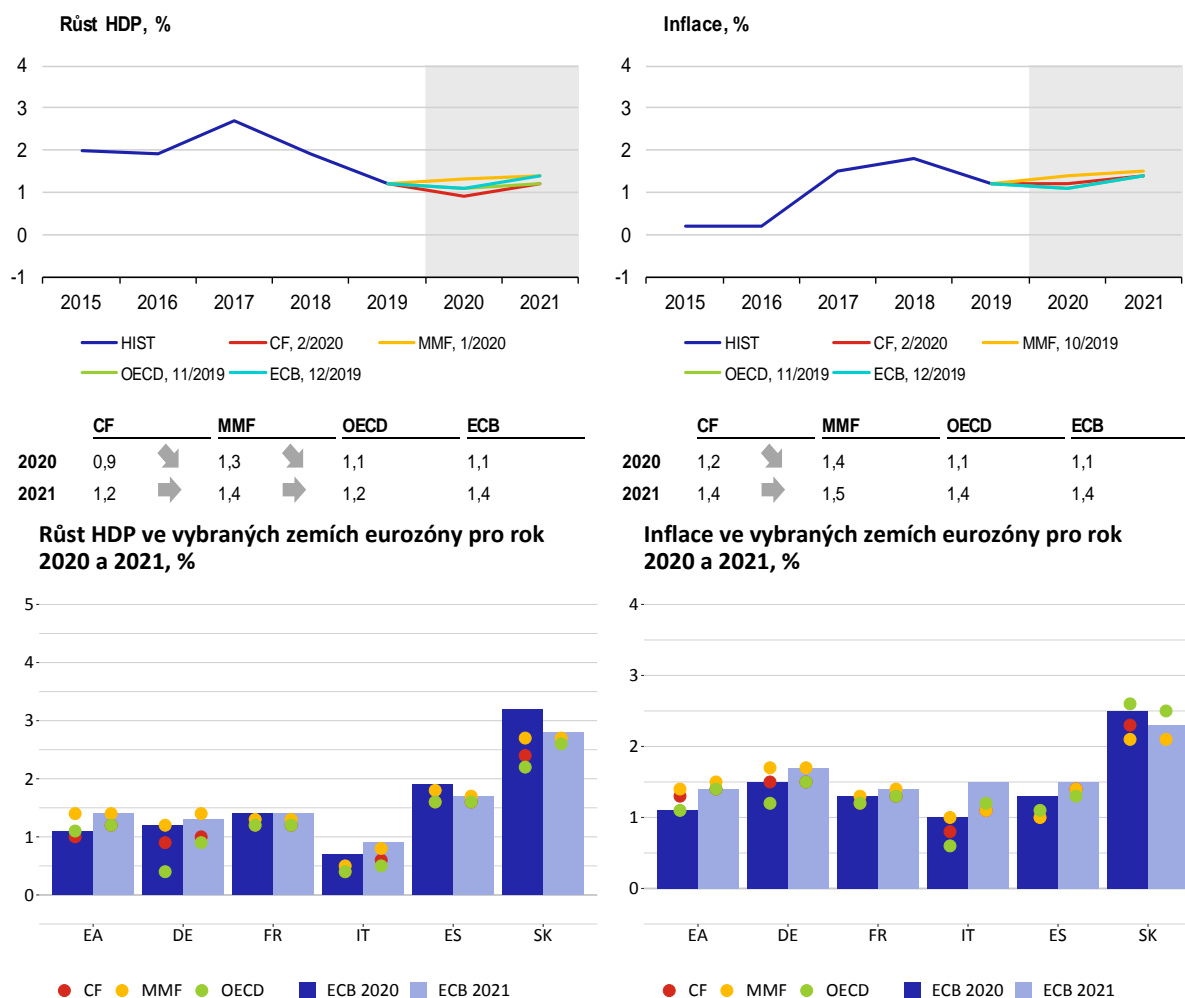 Růst HDP, %
4
3
2
1
0
-1
2015 2016 2017 2018 2019 2020 2021
HIST CF, 2/2020 MMF, 1/2020
OECD, 11/2019 ECB, 12/2019
CF MMF OECD ECB
2020 0,9 1,3 1,1 1,1
2021 1,2 1,4 1,2 1,4
Inflace, %
4
3
2
1
0
-1
2015 2016 2017 2018 2019 2020 2021
HIST CF, 2/2020 MMF, 10/2019
OECD, 11/2019 ECB, 12/2019
CF MMF OECD ECB
2020 1,2 1,4 1,1 1,1
2021 1,4 1,5 1,4 1,4
Růst HDP ve vybraných zemích eurozóny pro rok
2020 a 2021, %
5
4
3
2
1
0
EA DE FR IT ES SK
CF MMF OECD ECB 2020 ECB 2021
Inflace ve vybraných zemích eurozóny pro rok
2020 a 2021, %
4
3
2
1
0
EA DE FR IT ES SK
CF MMF OECD ECB 2020 ECB 2021